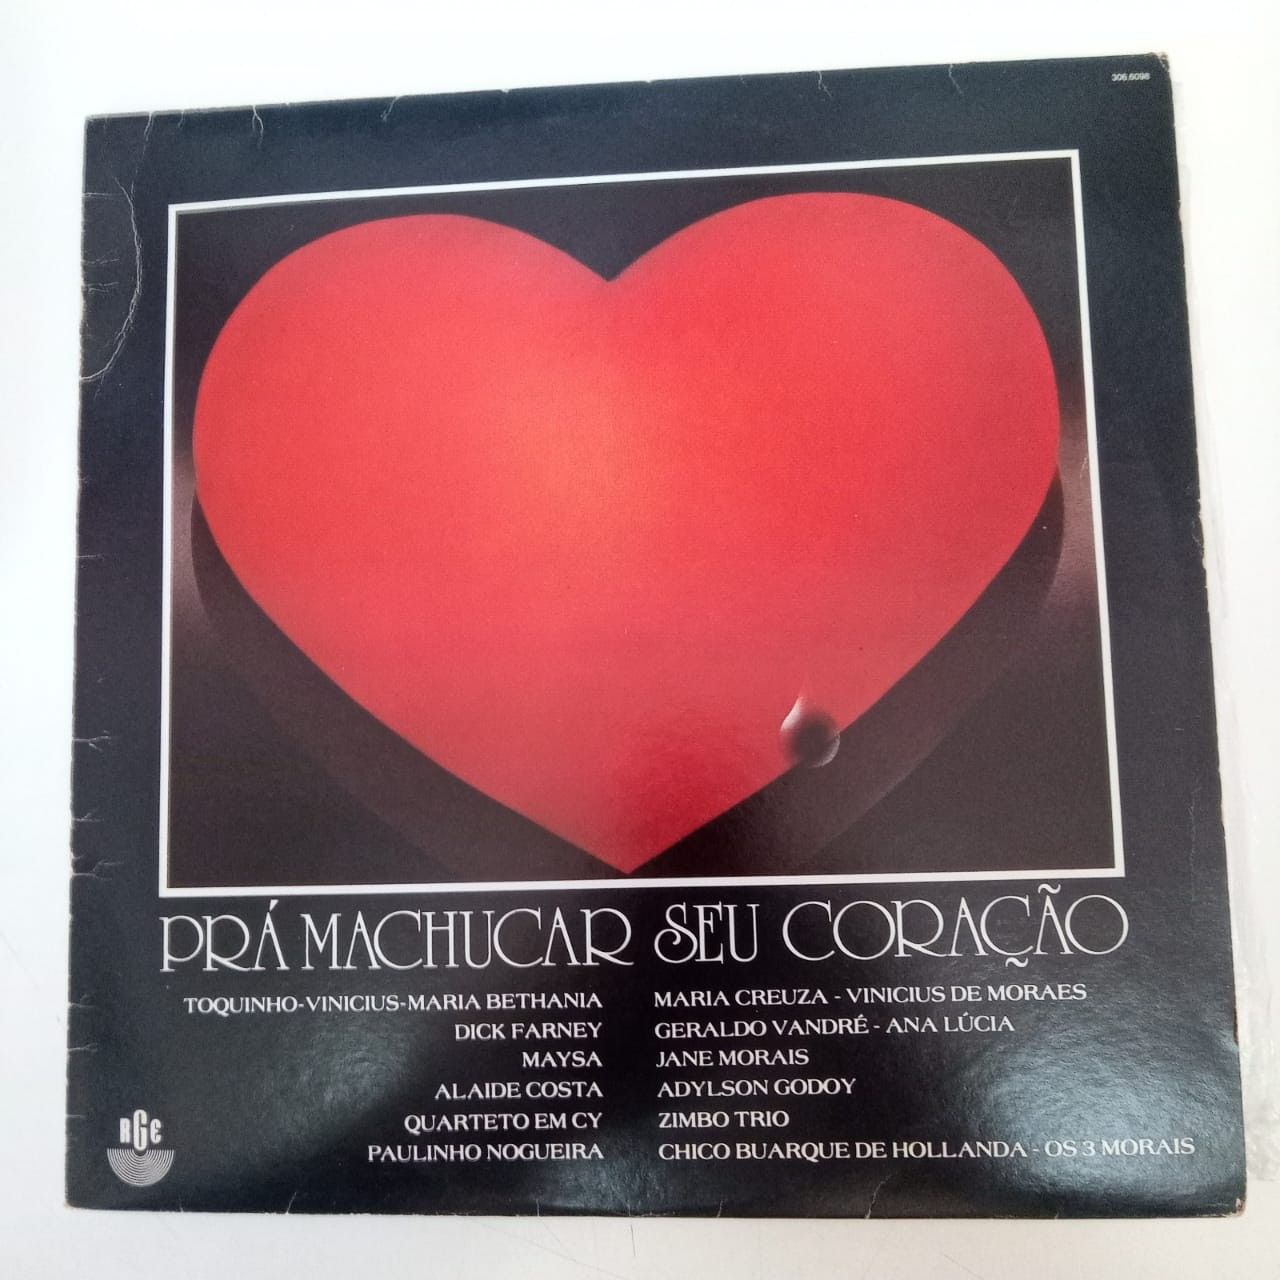 306.6098
PRÁ MACHUCAR SEU CORAÇÃO
TOQUINHO-VINICIUS-MARIA BETHANIA
DICK FARNEY
MAYSA
ALAIDE COSTA
QUARTETO EM CY
PAULINHO NOGUEIRA
MARIA CREUZA - VINICIUS DE MORAES
GERALDO VANDRÉ - ANA LÚCIA
JANE MORAIS
ADYLSON GODOY
ZIMBO TRIO
CHICO BUARQUE DE HOLLANDA - OS 3 MORAIS
RGE